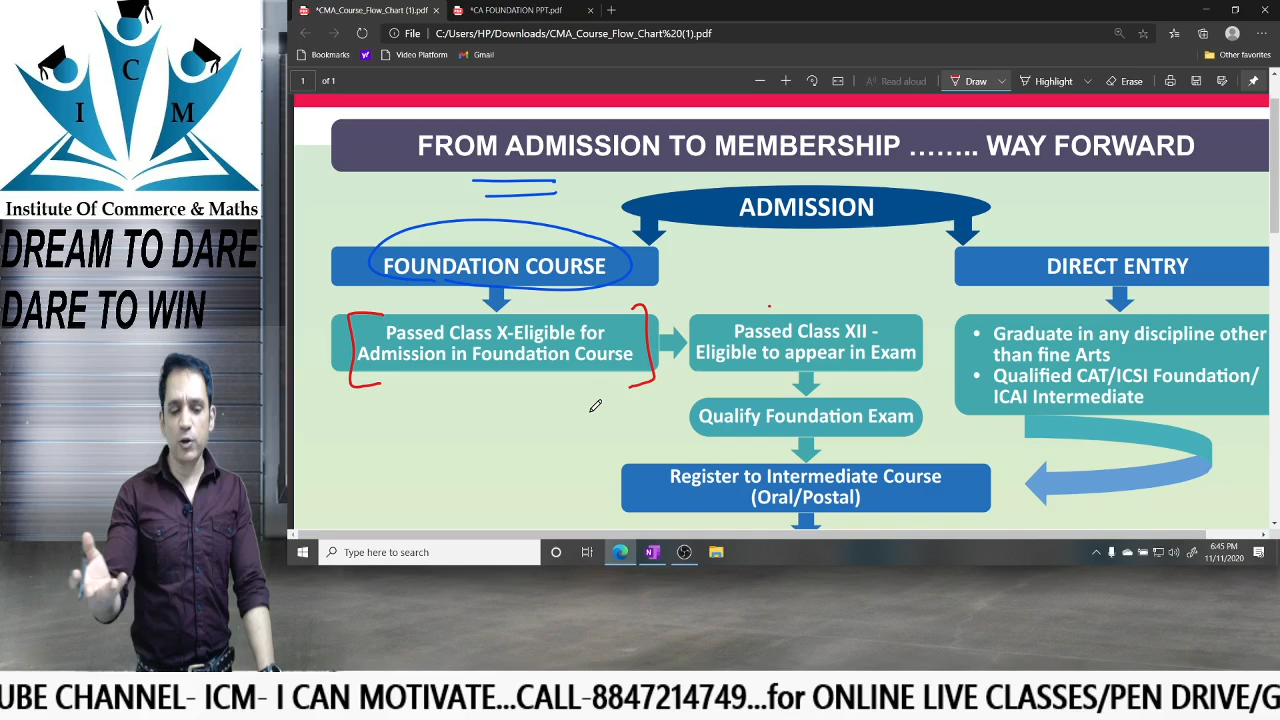 I
C
M
Institute Of Commerce & Maths
DREAM TO DARE
DARE TO WIN
*CMA_Course_Flow_Chart (1).pdf
*CA FOUNDATION PPT.pdf
File
C:/Users/HP/Downloads/CMA_Course_Flow_Chart%20(1).pdf
Bookmarks
Video Platform
Gmail
Other favorites
1
of 1
Read aloud
Draw
Highlight
Erase
FROM ADMISSION TO MEMBERSHIP …….. WAY FORWARD
ADMISSION
FOUNDATION COURSE
DIRECT ENTRY
Passed Class X-Eligible for
Admission in Foundation Course
Passed Class XII -
Eligible to appear in Exam
• Graduate in any discipline other
than fine Arts
• Qualified CAT/ICSI Foundation/
ICAI Intermediate
Qualify Foundation Exam
Register to Intermediate Course
(Oral/Postal)
Type here to search
6:45 PM
11/11/2020
UBE CHANNEL- ICM- I CAN MOTIVATE...CALL-8847214749...for ONLINE LIVE CLASSES/PEN DRIVE/G